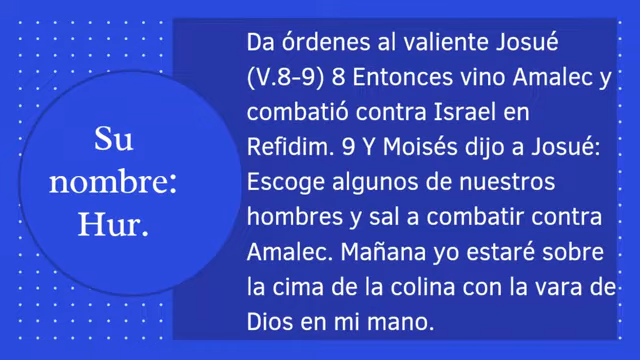 Su
nombre:
Hur.
Da órdenes al valiente Josué
(V.8-9) 8 Entonces vino Amalec y
combatió contra Israel en
Refidim. 9 Y Moisés dijo a Josué:
Escoge algunos de nuestros
hombres y sal a combatir contra
Amalec. Mañana yo estaré sobre
la cima de la colina con la vara de
Dios en mi mano.